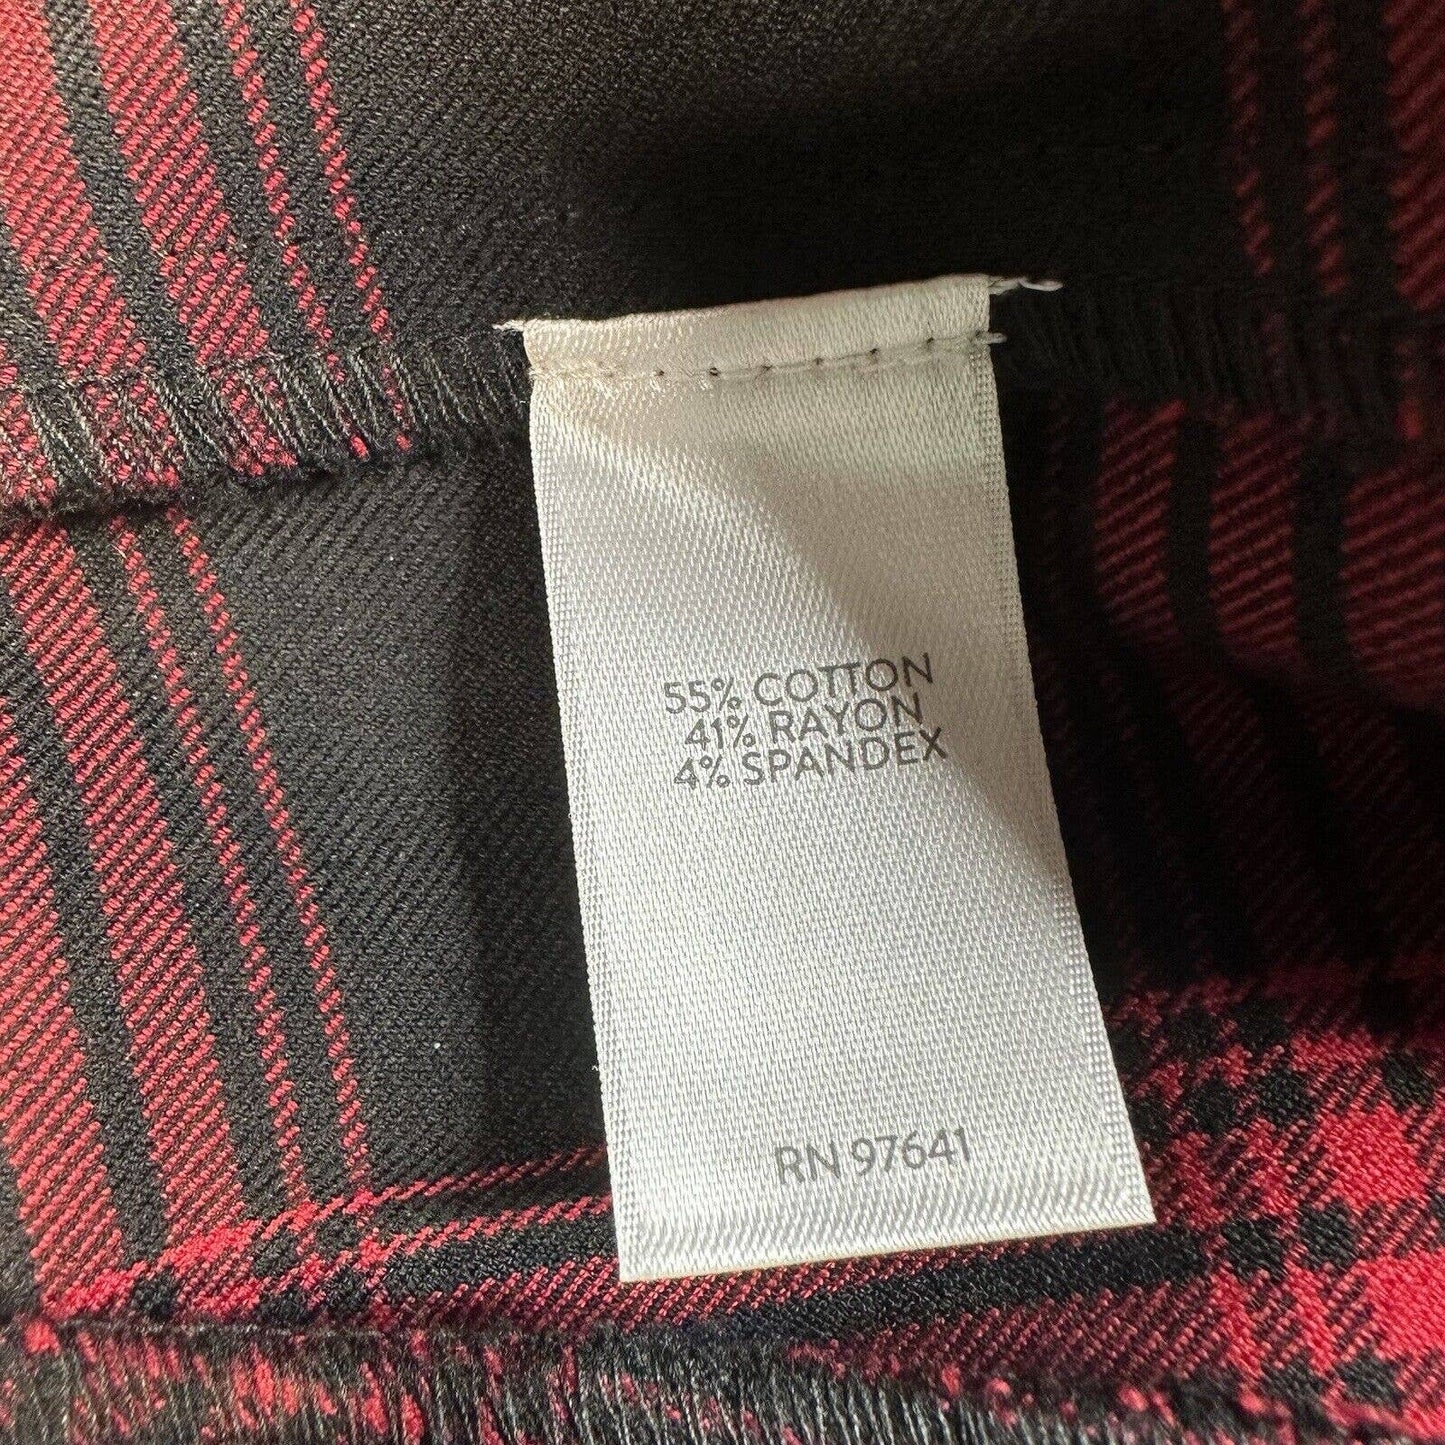 55% COTTON
41% RAYON
4% SPANDEX
RN 97641